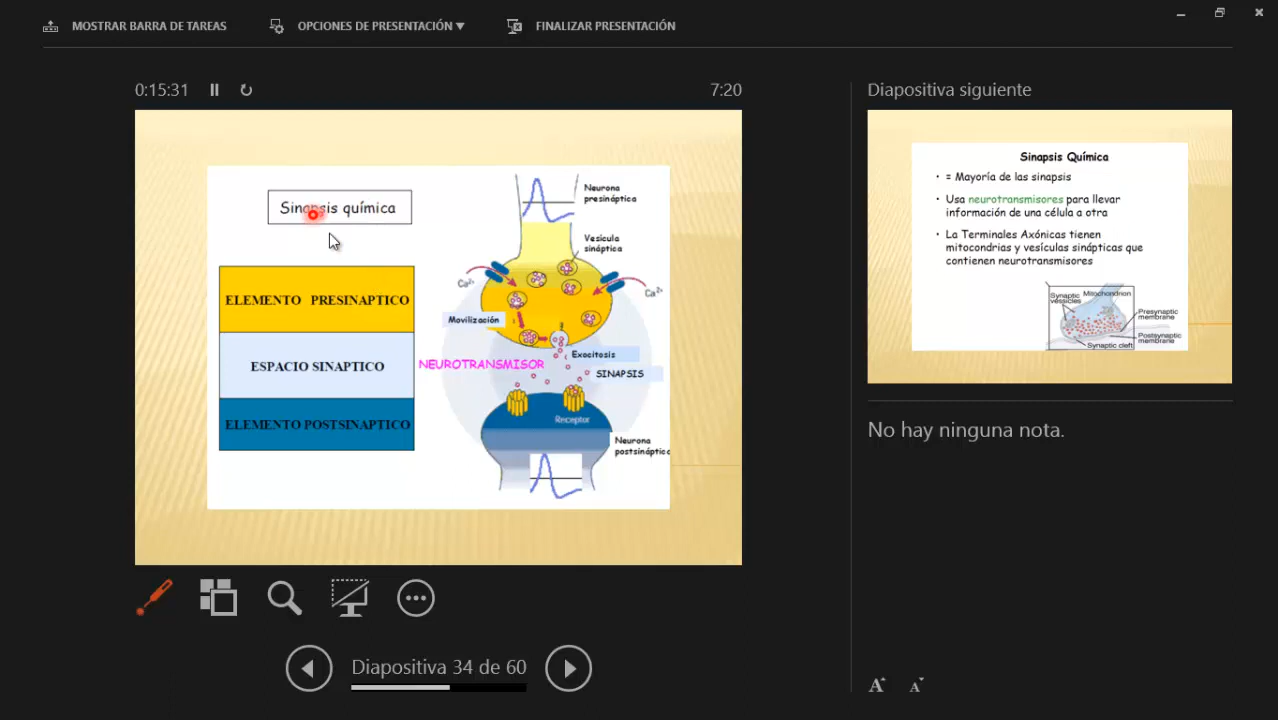 MOSTRAR BARRA DE TAREAS
OPCIONES DE PRESENTACIÓN ▼
FINALIZAR PRESENTACIÓN
0:15:31
7:20
Sinapsis química
ELEMENTO PRESINAPTICO
ESPACIO SINAPTICO
ELEMENTO POSTSINAPTICO
Neurona
presináptica
Vesícula
sináptica
Ca2+
Ca2+
Movilización
Exocitosis
NEUROTRANSMISOR
SINAPSIS
Receptor
Neurona
postsináptica
Diapositiva 34 de 60
Diapositiva siguiente
Sinapsis Química
• = Mayoría de las sinapsis
• Usa neurotransmisores para llevar
información de una célula a otra
• La Terminales Axónicas tienen
mitocondrias y vesículas sinápticas que
contienen neurotransmisores
Synaptic
vessicles
Mitochondrion
Presynaptic
membrane
Postsynaptic
membrane
Synaptic cleft
No hay ninguna nota.
A A